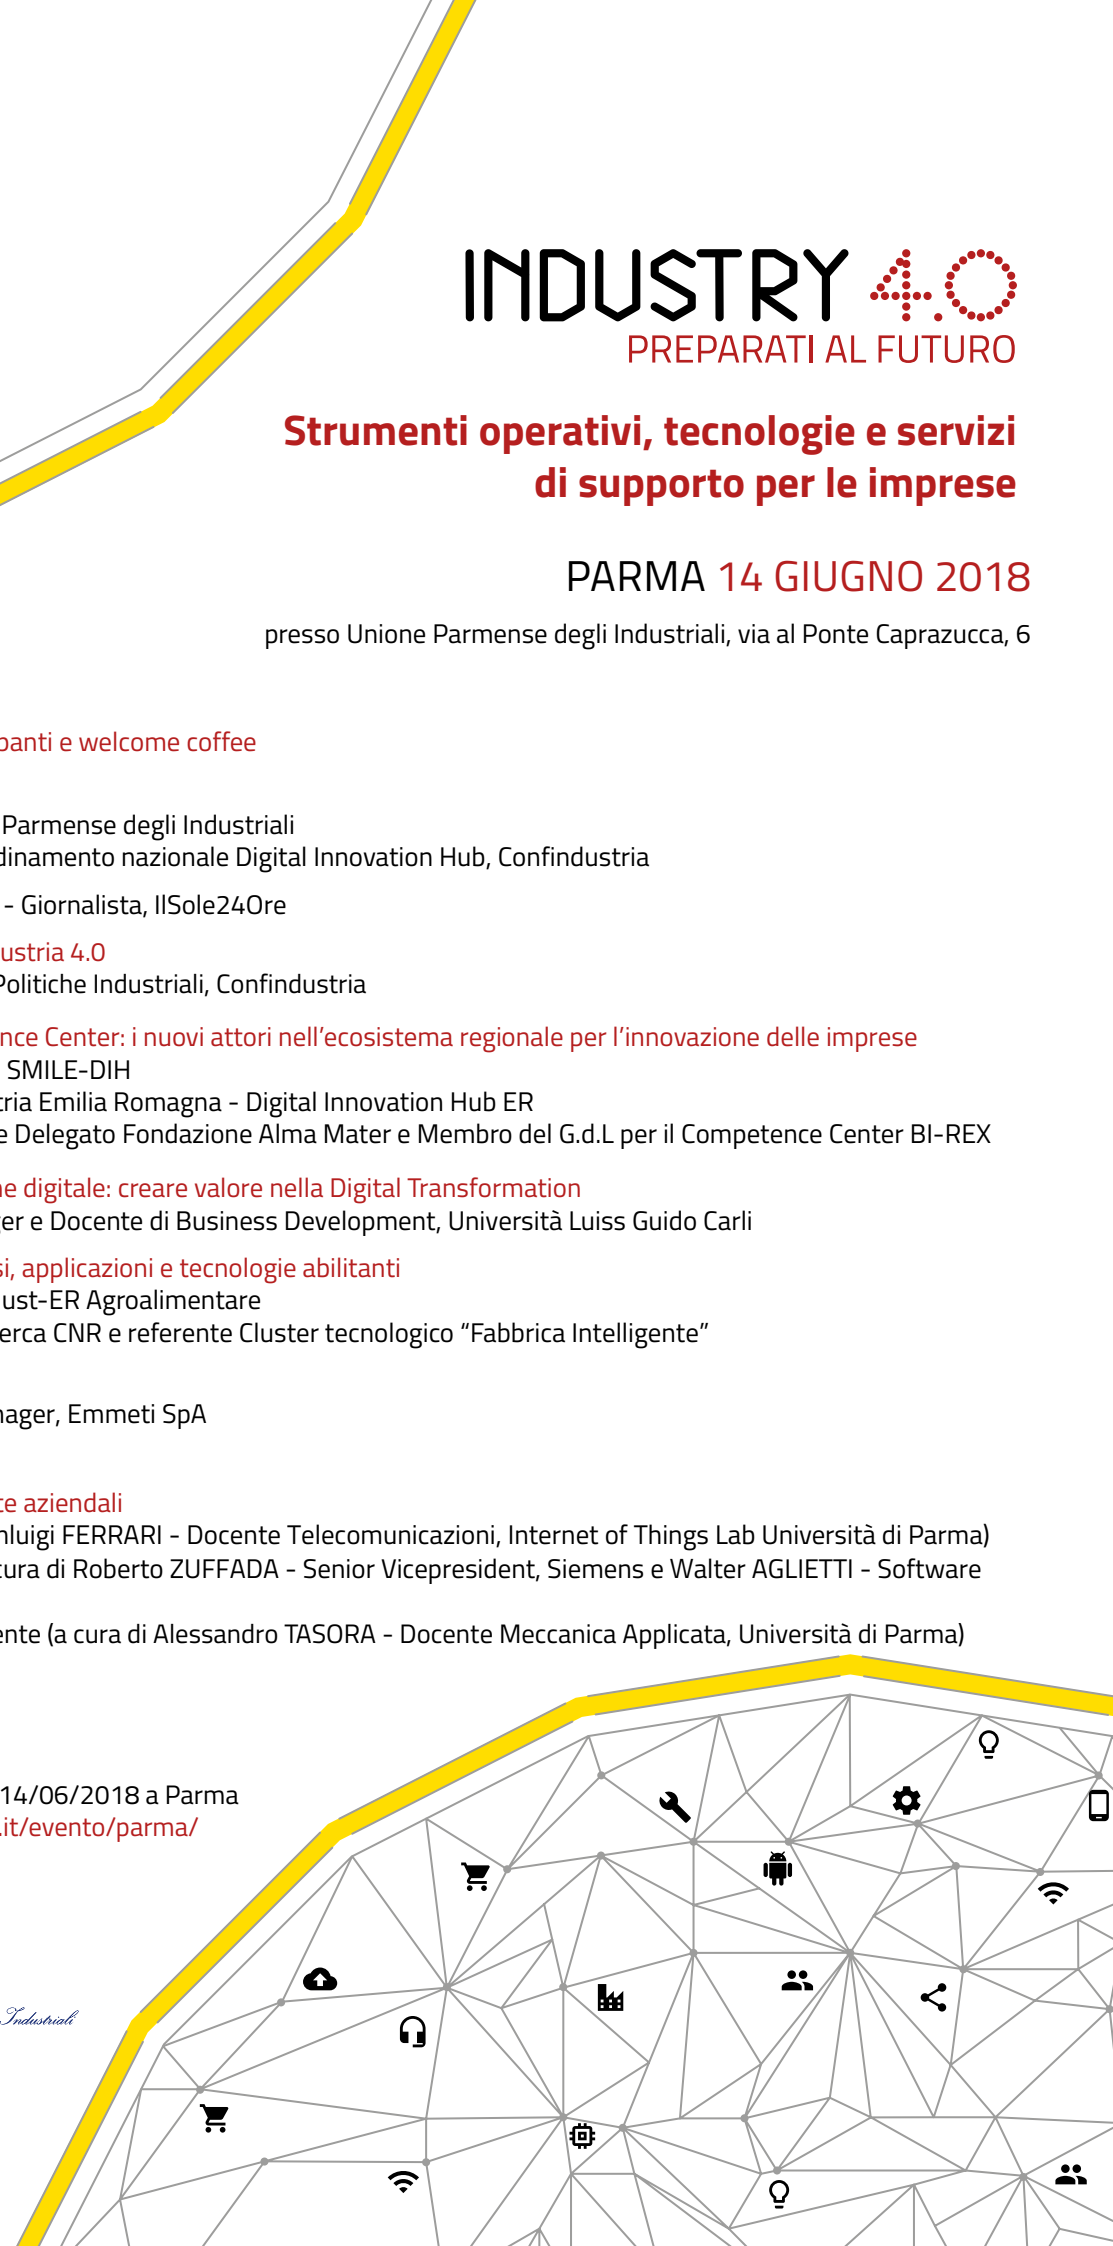 INDUSTRY 4.0
PREPARATI AL FUTURO
Strumenti operativi, tecnologie e servizi
di supporto per le imprese
PARMA 14 GIUGNO 2018
presso Unione Parmense degli Industriali, via al Ponte Caprazucca, 6
panti e welcome coffee
Parmense degli Industriali
dinamento nazionale Digital Innovation Hub, Confindustria
- Giornalista, IlSole24Ore
ustria 4.0
Politiche Industriali, Confindustria
nce Center: i nuovi attori nell’ecosistema regionale per l’innovazione delle imprese
SMILE-DIH
tria Emilia Romagna - Digital Innovation Hub ER
e Delegato Fondazione Alma Mater e Membro del G.d.L per il Competence Center BI-REX
ne digitale: creare valore nella Digital Transformation
ger e Docente di Business Development, Università Luiss Guido Carli
si, applicazioni e tecnologie abilitanti
ust-ER Agroalimentare
erca CNR e referente Cluster tecnologico “Fabbrica Intelligente”
nager, Emmeti SpA
te aziendali
nluigi FERRARI - Docente Telecomunicazioni, Internet of Things Lab Università di Parma)
cura di Roberto ZUFFADA - Senior Vicepresident, Siemens e Walter AGLIETTI - Software
ente (a cura di Alessandro TASORA - Docente Meccanica Applicata, Università di Parma)
14/06/2018 a Parma
.it/evento/parma/
Industriali